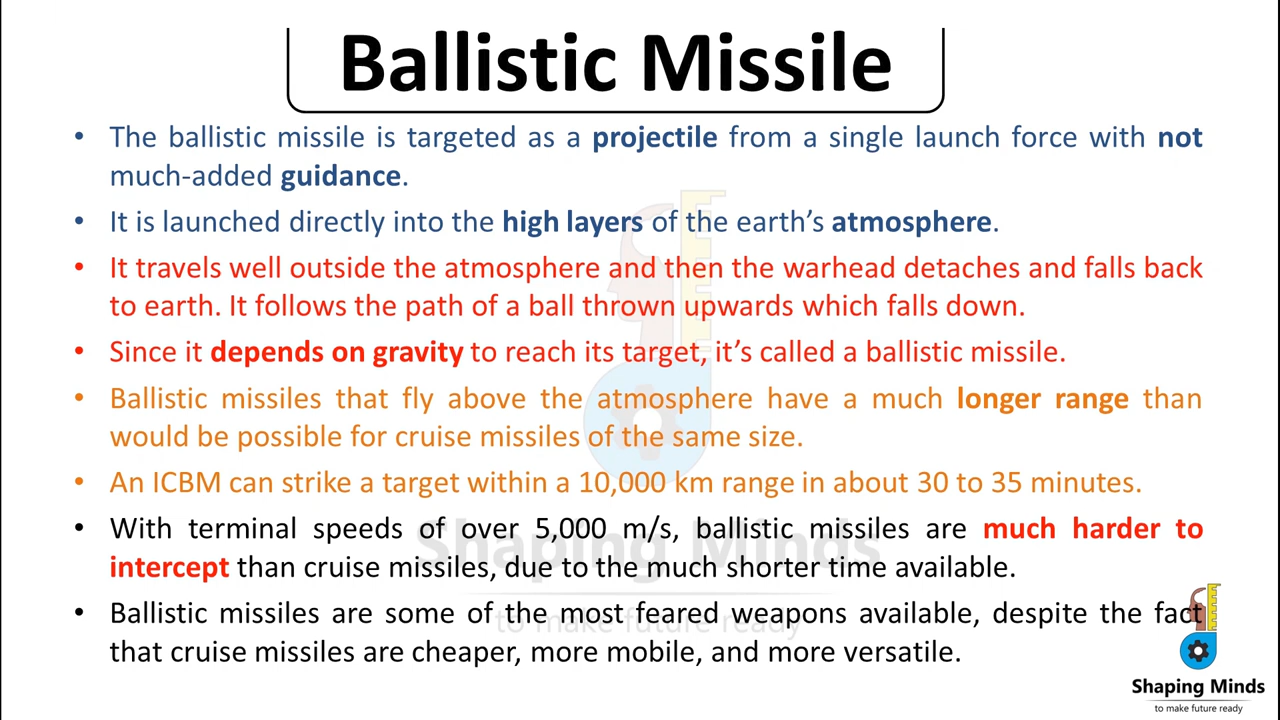 Ballistic Missile
• The ballistic missile is targeted as a projectile from a single launch force with not
much-added guidance.
• It is launched directly into the high layers of the earth’s atmosphere.
• It travels well outside the atmosphere and then the warhead detaches and falls back
to earth. It follows the path of a ball thrown upwards which falls down.
• Since it depends on gravity to reach its target, it’s called a ballistic missile.
• Ballistic missiles that fly above the atmosphere have a much longer range than
would be possible for cruise missiles of the same size.
• An ICBM can strike a target within a 10,000 km range in about 30 to 35 minutes.
• With terminal speeds of over 5,000 m/s, ballistic missiles are much harder to
intercept than cruise missiles, due to the much shorter time available.
• Ballistic missiles are some of the most feared weapons available, despite the fact
that cruise missiles are cheaper, more mobile, and more versatile.
Shaping Minds
to make future ready
Shaping Minds
to make future ready